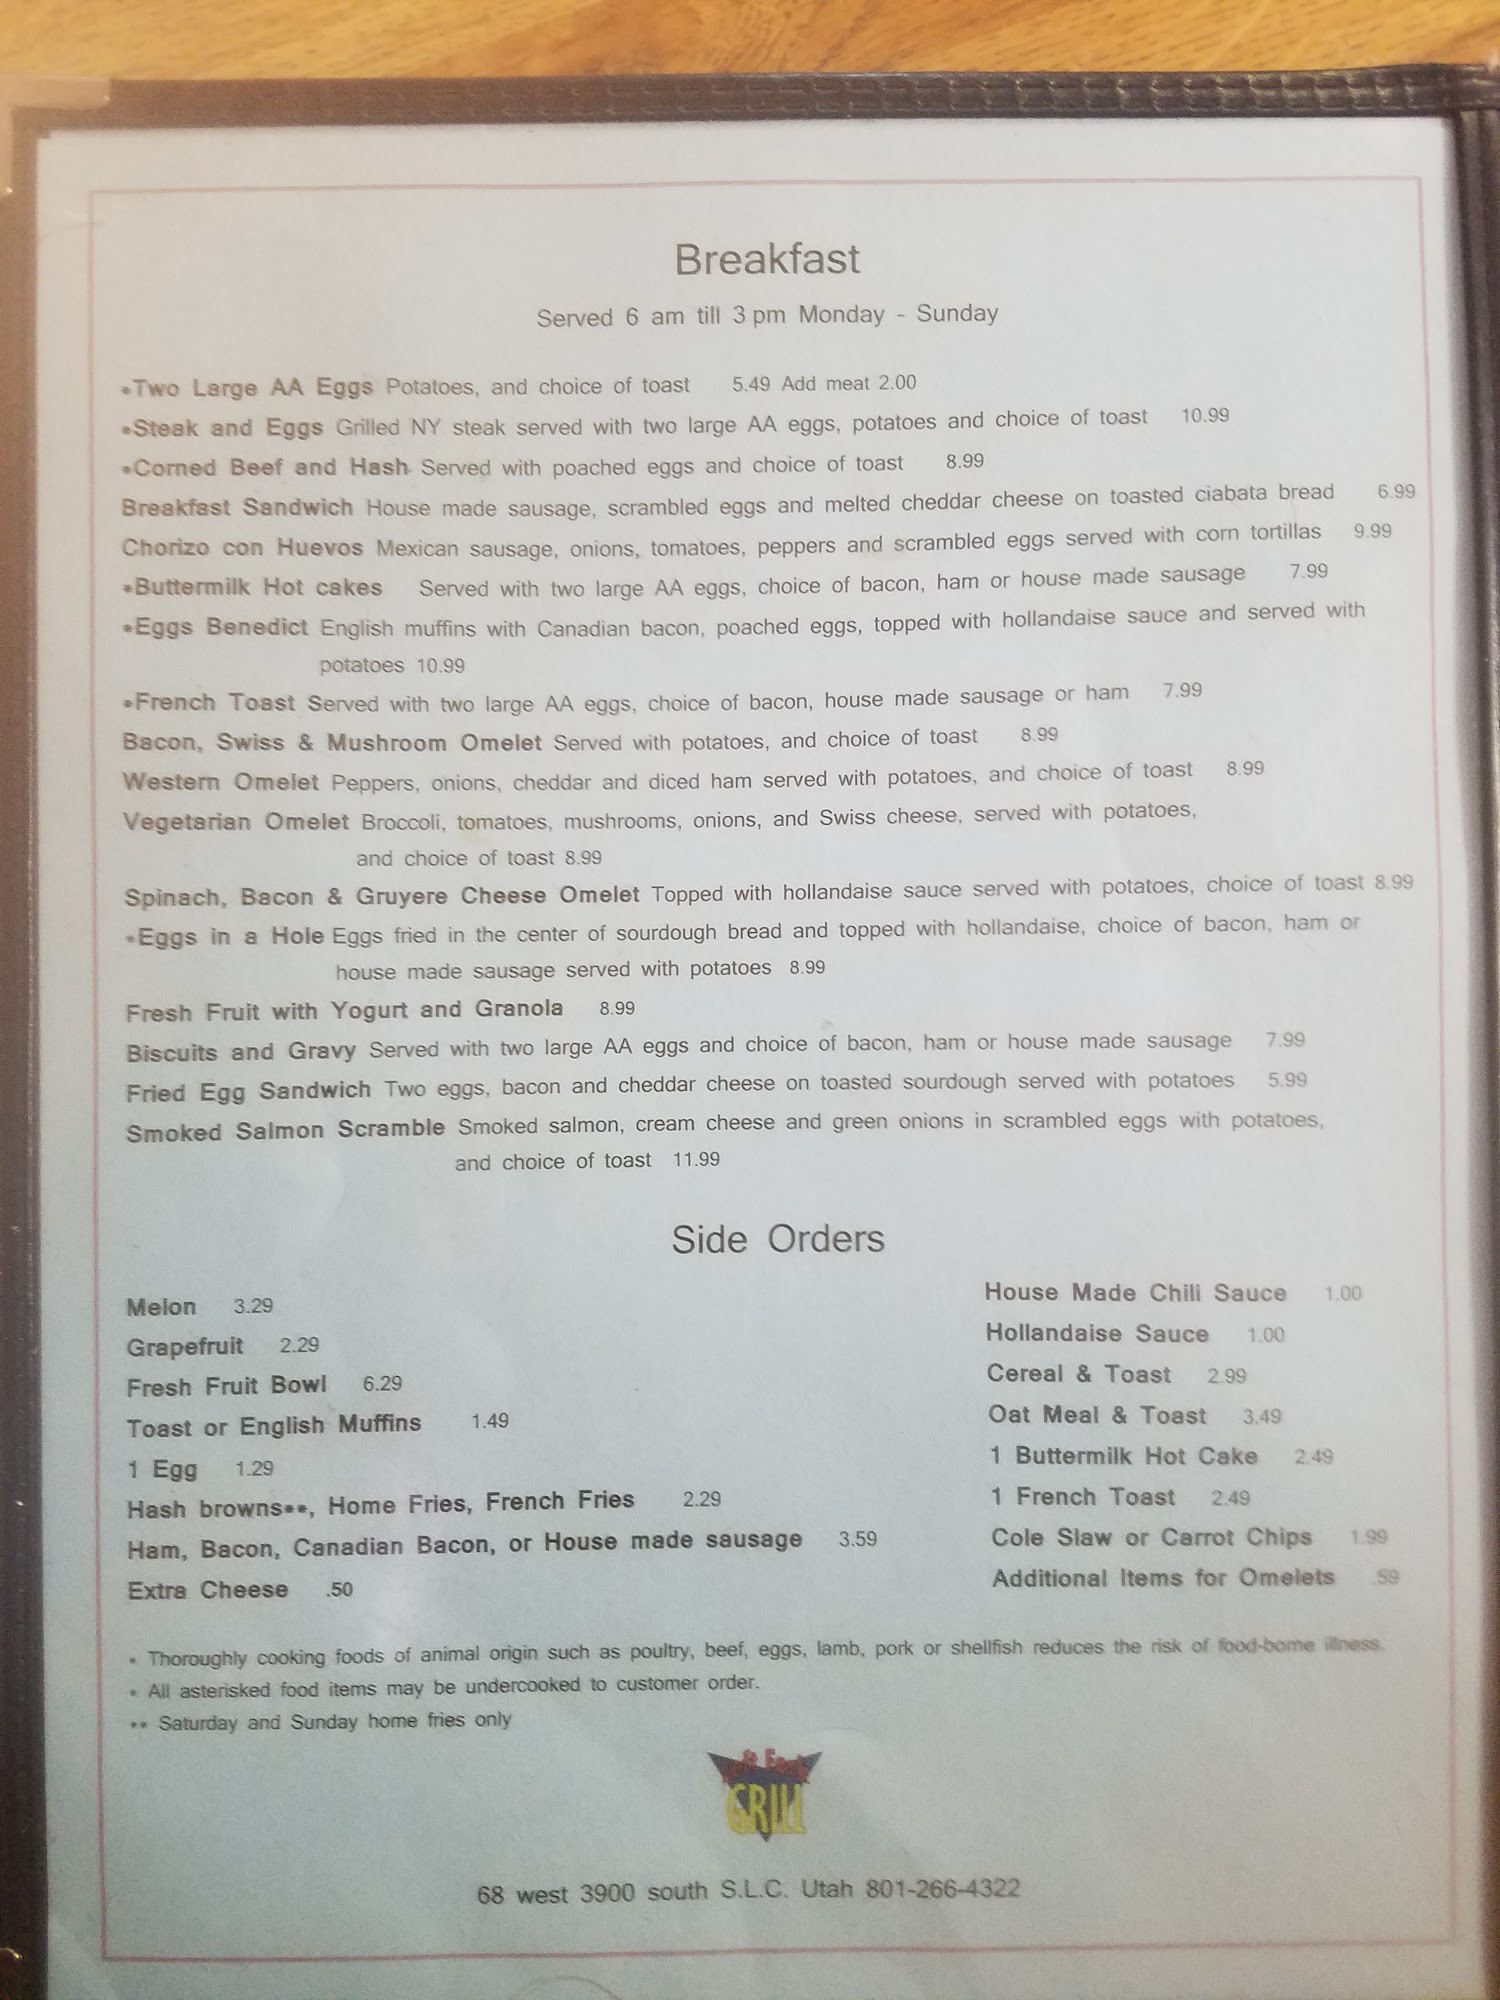 Breakfast
Served 6 am till 3 pm Monday - Sunday
*Two Large AA Eggs Potatoes, and choice of toast 5.49 Add meat 2.00
*Steak and Eggs Grilled NY steak served with two large AA eggs, potatoes and choice of toast 10.99
*Corned Beef and Hash Served with poached eggs and choice of toast 8.99
Breakfast Sandwich House made sausage, scrambled eggs and melted cheddar cheese on toasted ciabata bread 6.99
Chorizo con Huevos Mexican sausage, onions, tomatoes, peppers and scrambled eggs served with corn tortillas 9.99
*Buttermilk Hot cakes Served with two large AA eggs, choice of bacon, ham or house made sausage 7.99
*Eggs Benedict English muffins with Canadian bacon, poached eggs, topped with hollandaise sauce and served with
potatoes 10.99
*French Toast Served with two large AA eggs, choice of bacon, house made sausage or ham 7.99
Bacon, Swiss & Mushroom Omelet Served with potatoes, and choice of toast 8.99
Western Omelet Peppers, onions, cheddar and diced ham served with potatoes, and choice of toast 8.99
Vegetarian Omelet Broccoli, tomatoes, mushrooms, onions, and Swiss cheese, served with potatoes,
and choice of toast 8.99
Spinach, Bacon & Gruyere Cheese Omelet Topped with hollandaise sauce served with potatoes, choice of toast 8.99
*Eggs in a Hole Eggs fried in the center of sourdough bread and topped with hollandaise, choice of bacon, ham or
house made sausage served with potatoes 8.99
Fresh Fruit with Yogurt and Granola 8.99
Biscuits and Gravy Served with two large AA eggs and choice of bacon, ham or house made sausage 7.99
Fried Egg Sandwich Two eggs, bacon and cheddar cheese on toasted sourdough served with potatoes 5.99
Smoked Salmon Scramble Smoked salmon, cream cheese and green onions in scrambled eggs with potatoes,
and choice of toast 11.99
Side Orders
Melon 3.29
Grapefruit 2.29
Fresh Fruit Bowl 6.29
Toast or English Muffins 1.49
1 Egg 1.29
Hash browns**, Home Fries, French Fries 2.29
Ham, Bacon, Canadian Bacon, or House made sausage 3.59
Extra Cheese .50
House Made Chili Sauce 1.00
Hollandaise Sauce 1.00
Cereal & Toast 2.99
Oat Meal & Toast 3.49
1 Buttermilk Hot Cake 2.49
1 French Toast 2.49
Cole Slaw or Carrot Chips 1.99
Additional Items for Omelets .59
* Thoroughly cooking foods of animal origin such as poultry, beef, eggs, lamb, pork or shellfish reduces the risk of food-borne illness.
* All asterisked food items may be undercooked to customer order.
** Saturday and Sunday home fries only
GRILL
68 west 3900 south S.L.C. Utah 801-266-4322